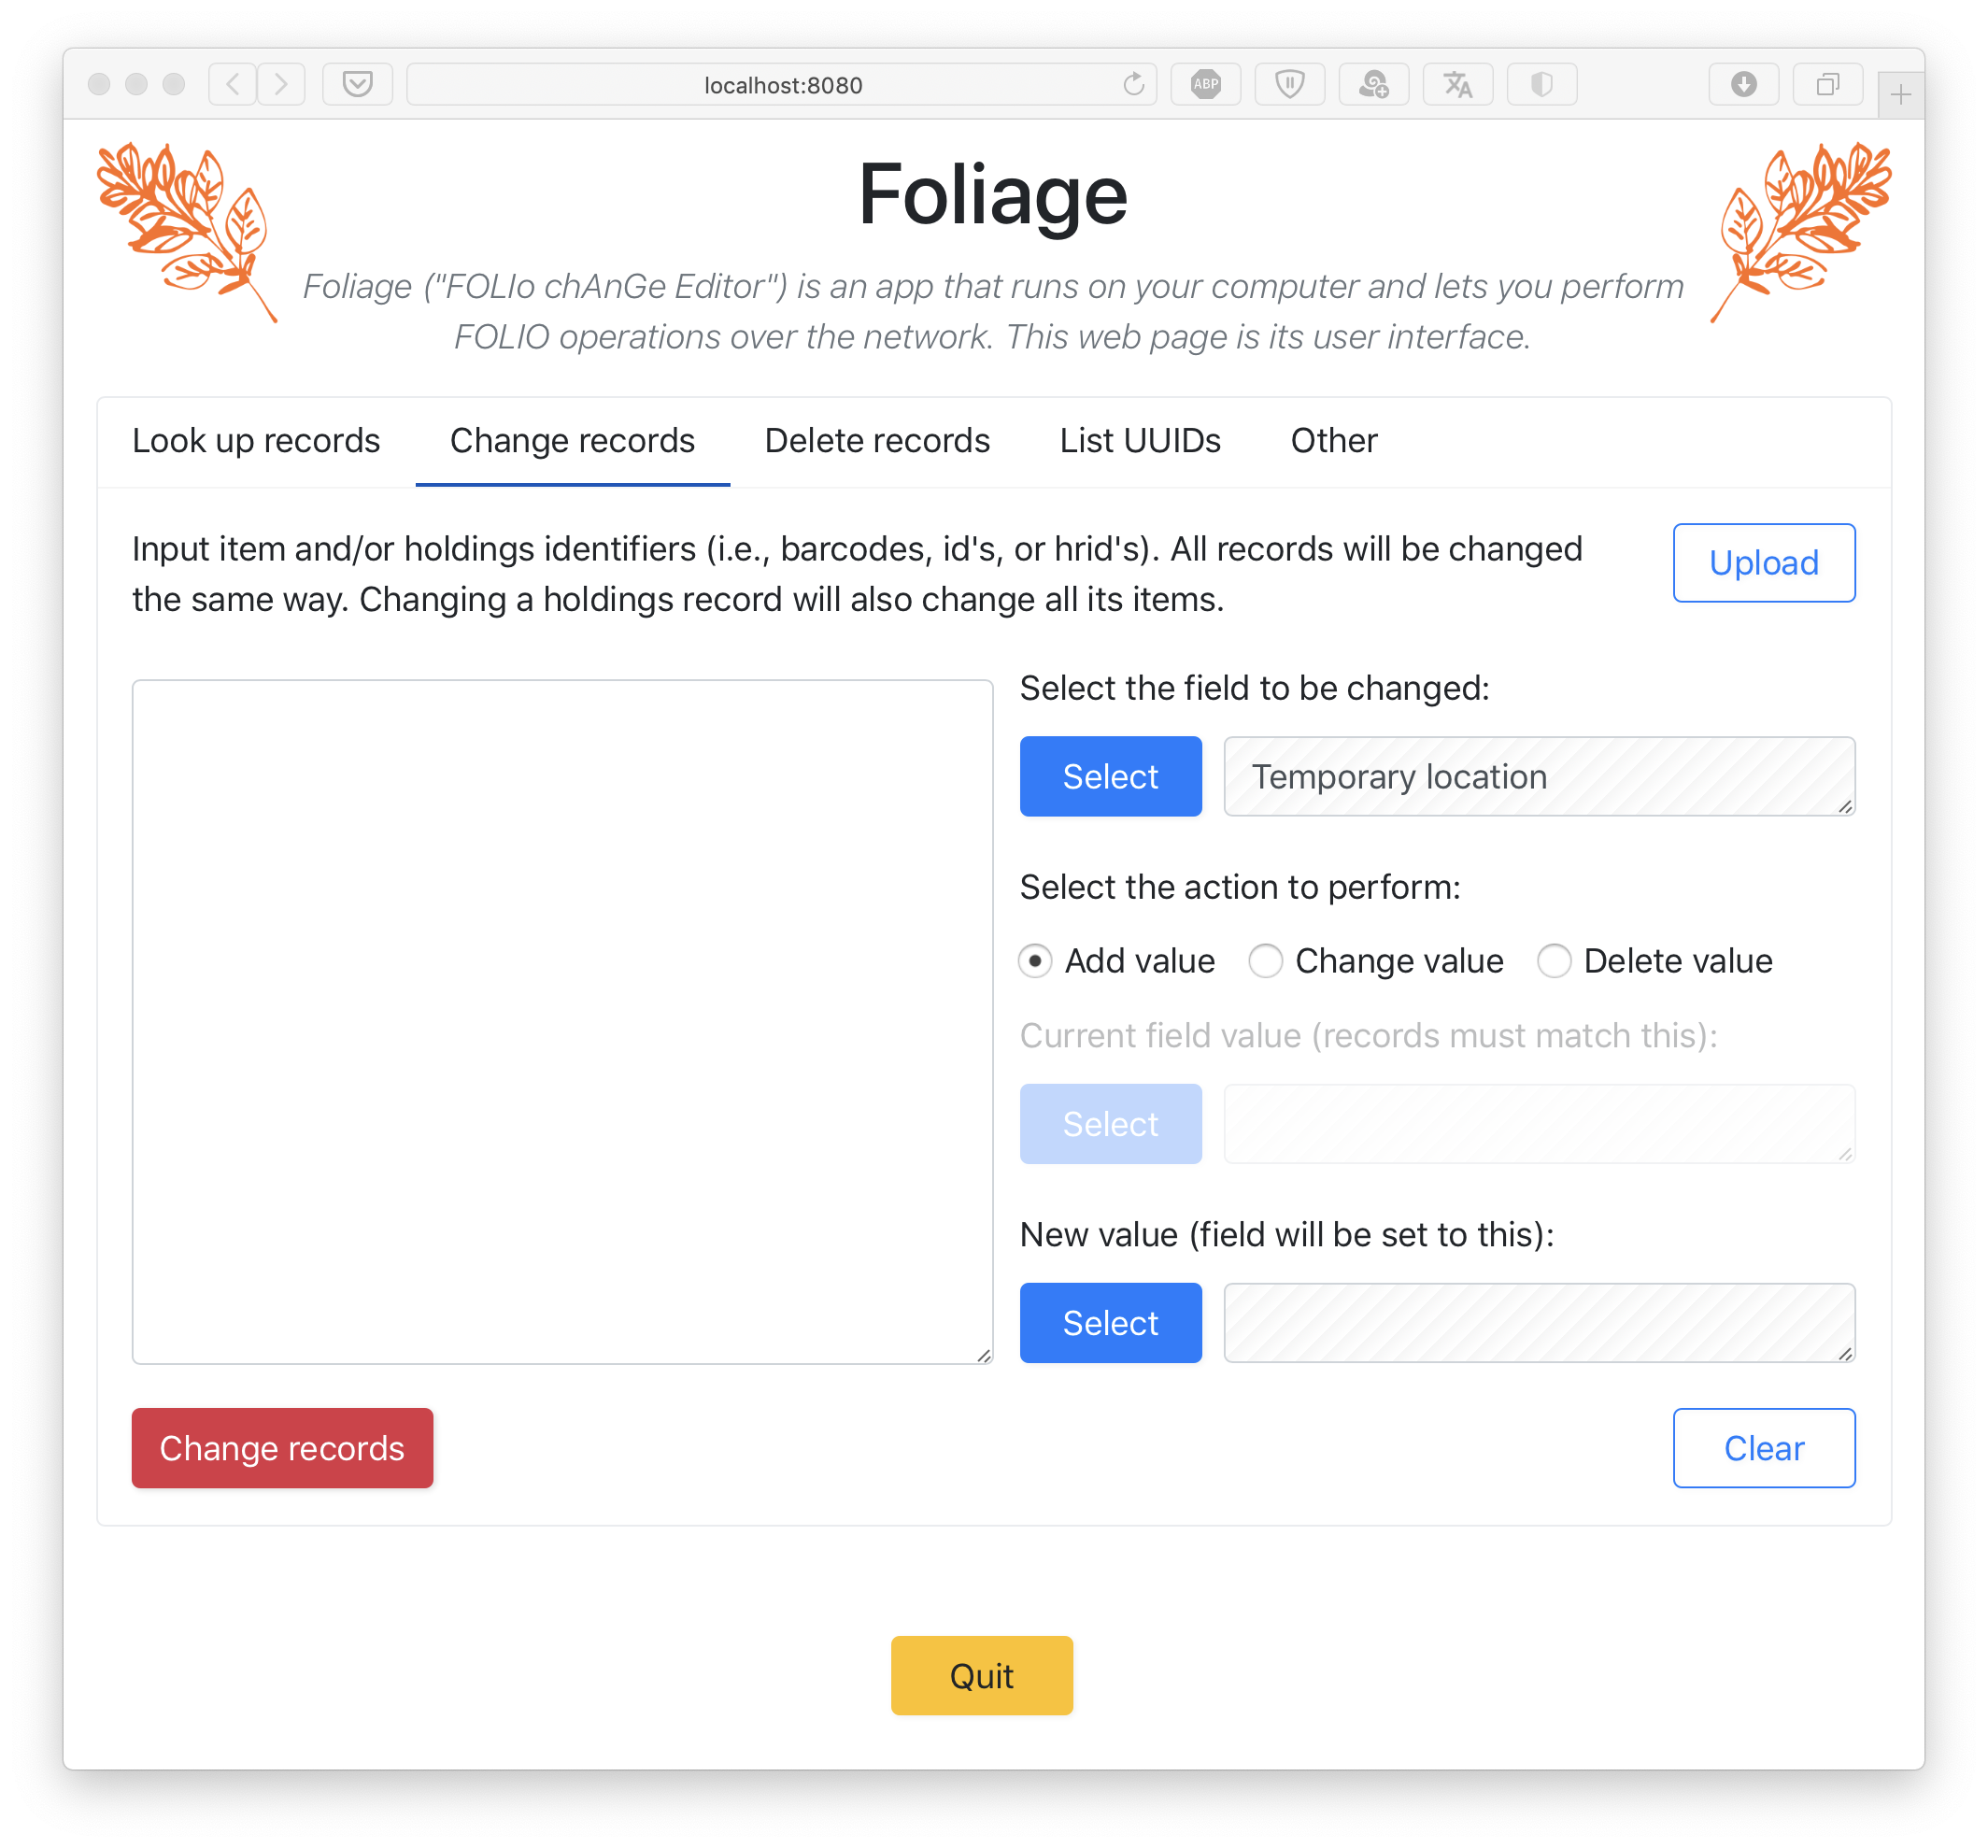 localhost:8080
ABP
Foliage
Foliage ("FOLIo chAnGe Editor") is an app that runs on your computer and lets you perform
FOLIO operations over the network. This web page is its user interface.
Look up records Change records Delete records List UUIDs Other
Input item and/or holdings identifiers (i.e., barcodes, id's, or hrid's). All records will be changed
the same way. Changing a holdings record will also change all its items.
Upload
Select the field to be changed:
Select Temporary location
Select the action to perform:
Add value Change value Delete value
Current field value (records must match this):
Select
New value (field will be set to this):
Select
Change records Clear
Quit